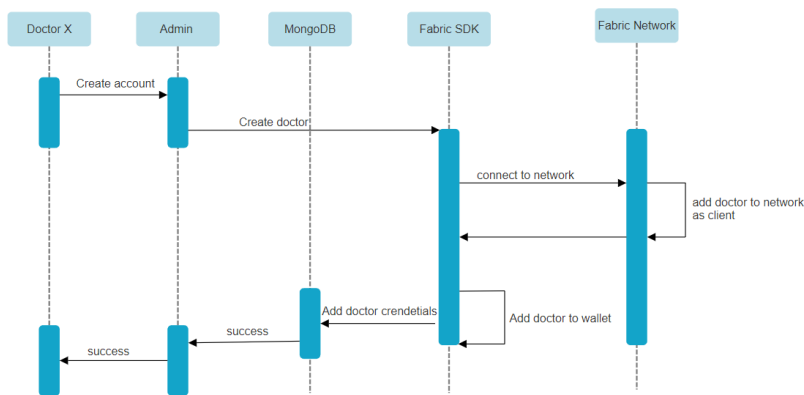 Doctor X
Admin
MongoDB
Fabric SDK
Fabric Network
Create account
Create doctor
connect to network
add doctor to network
as client
Add doctor crendetials
Add doctor to wallet
success
success